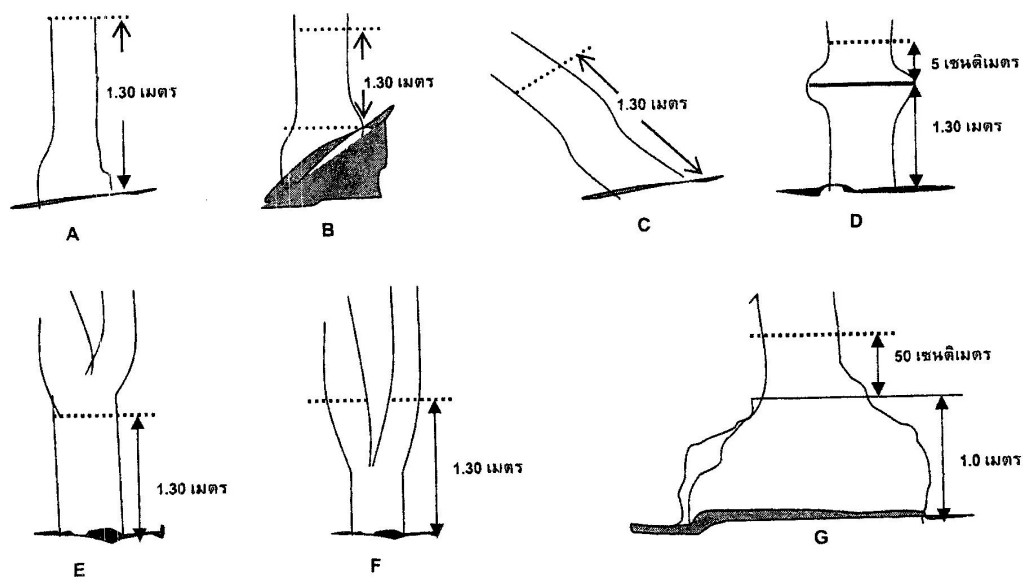 1.30 เมตร
A
1.30 เมตร
B
1.30 เมตร
C
5 เซนติเมตร
1.30 เมตร
D
1.30 เมตร
E
1.30 เมตร
F
50 เซนติเมตร
1.0 เมตร
G